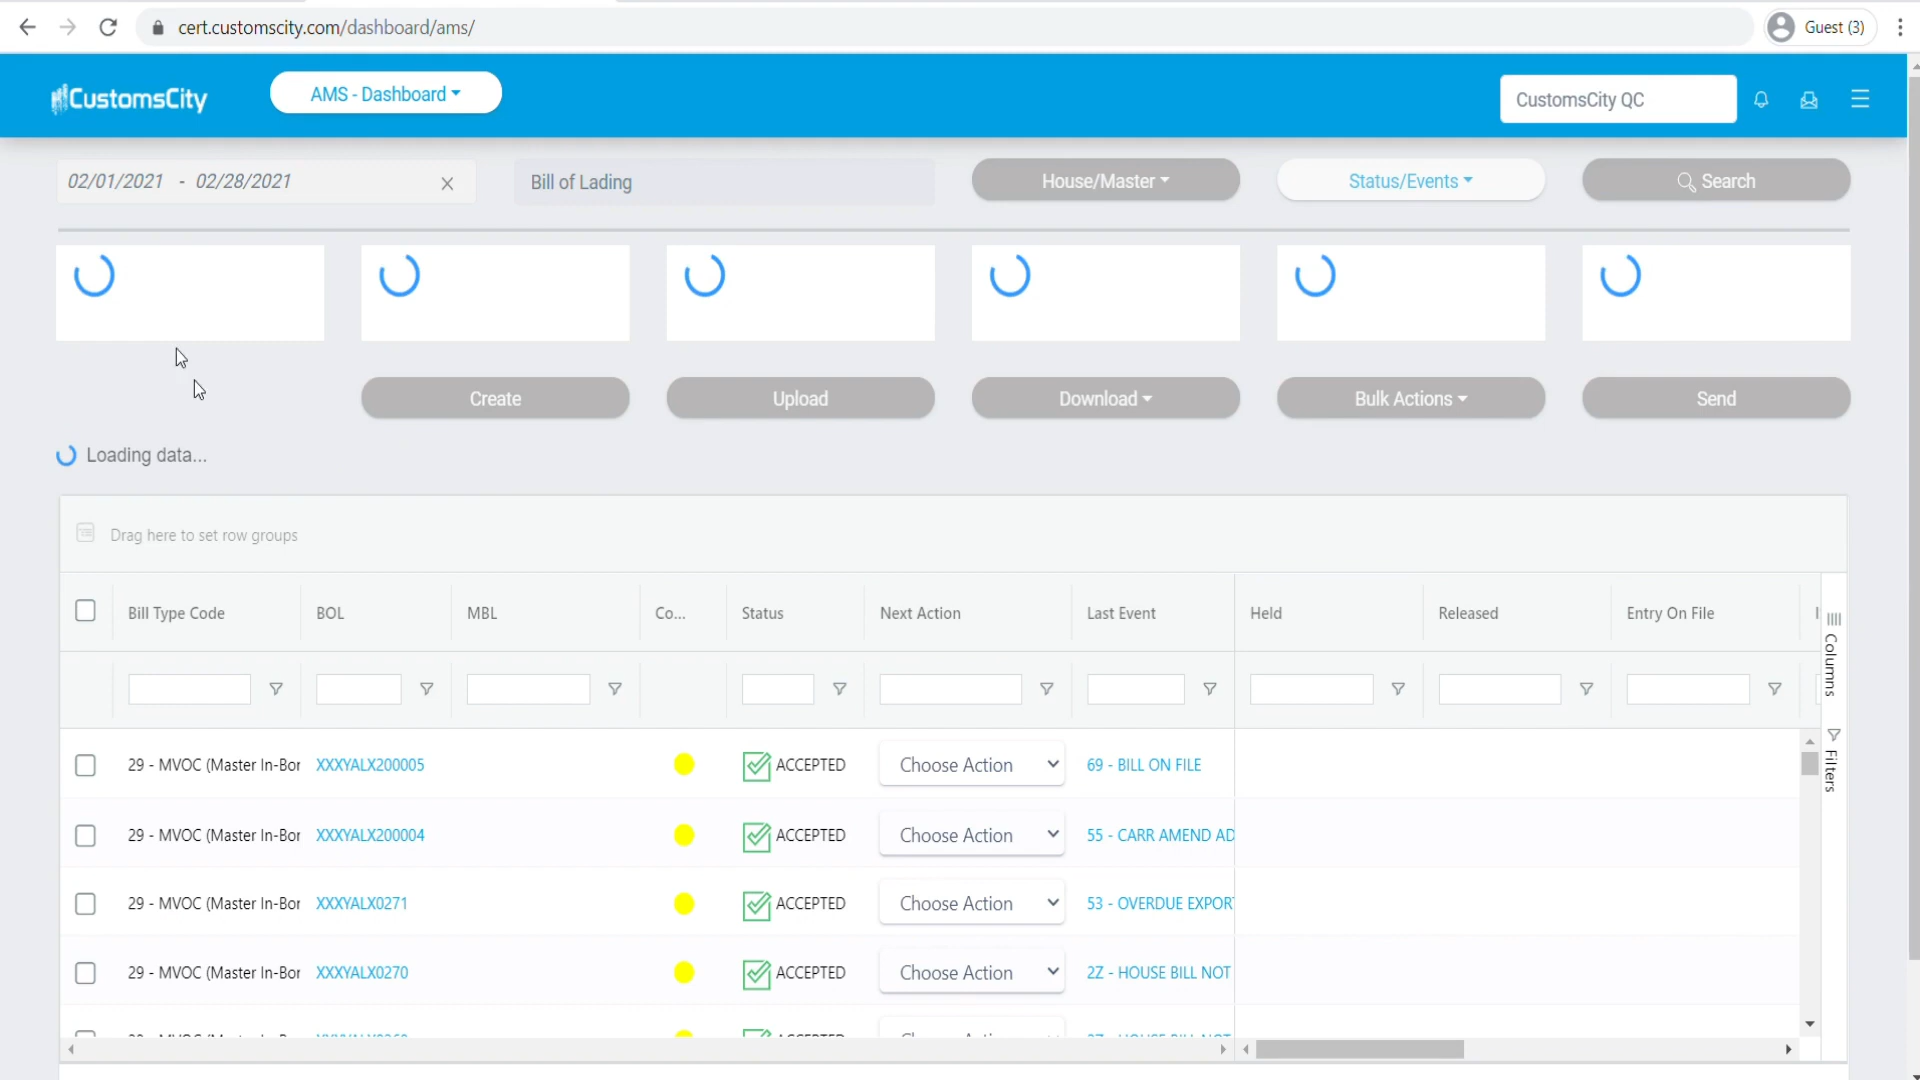 cert.customscity.com/dashboard/ams/
Guest (3)
CustomsCity
AMS - Dashboard
CustomsCity QC
02/01/2021 - 02/28/2021
Bill of Lading
House/Master
Status/Events
Search
Create
Upload
Download
Bulk Actions
Send
Loading data...
Drag here to set row groups
Bill Type Code BOL MBL Co... Status Next Action Last Event Held Released Entry On File
Columns
Filters
29 - MVOC (Master In-Bor XXXYALX200005 ACCEPTED Choose Action 69 - BILL ON FILE
29 - MVOC (Master In-Bor XXXYALX200004 ACCEPTED Choose Action 55 - CARR AMEND AD
29 - MVOC (Master In-Bor XXXYALX0271 ACCEPTED Choose Action 53 - OVERDUE EXPOR
29 - MVOC (Master In-Bor XXXYALX0270 ACCEPTED Choose Action 2Z - HOUSE BILL NOT